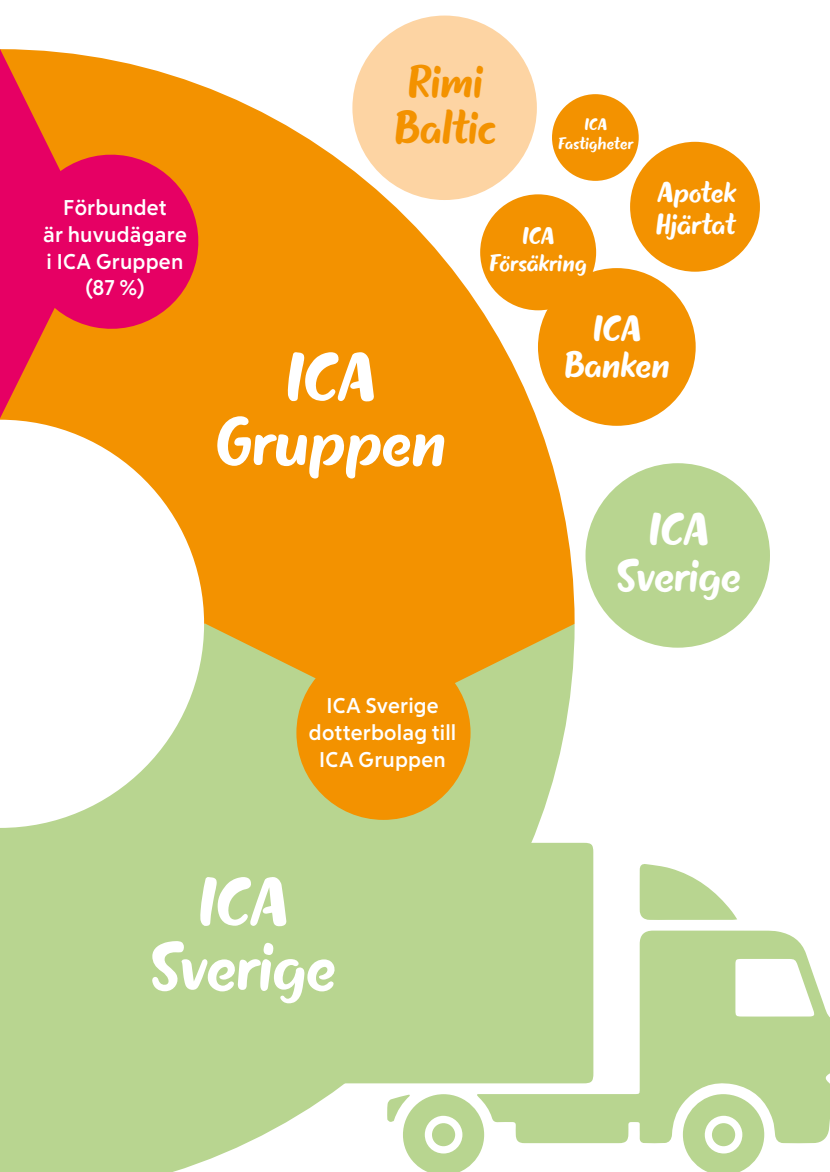 Rimi
Baltic
ICA
Fastigheter
Apotek
Hjärtat
ICA
Försäkring
ICA
Banken
Förbundet
är huvudägare
i ICA Gruppen
(87 %)
ICA
Gruppen
ICA
Sverige
ICA Sverige
dotterbolag till
ICA Gruppen
ICA
Sverige